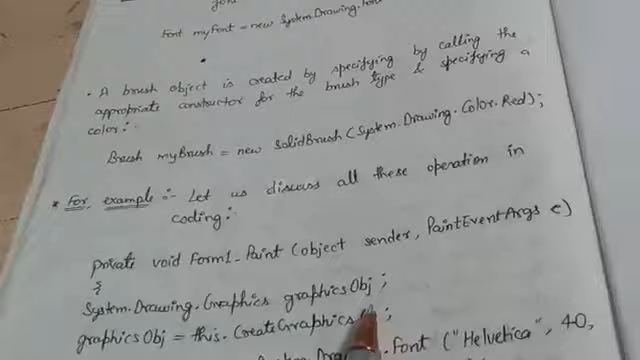 Font myFont = new System.Drawing.Font
• A brush object is created by specifying by calling the
appropriate constructor for the brush type & specifying a
color:-
Brush myBrush = new SolidBrush(System.Drawing.Color.Red);
* For example :- Let us discuss all these operation in
coding:-
private void Form1_Paint (object sender, PaintEventArgs e)
{
System.Drawing.Graphics graphicsObj;
graphicsObj = this.CreateGraphics ;
Font ("Helvetica", 40,